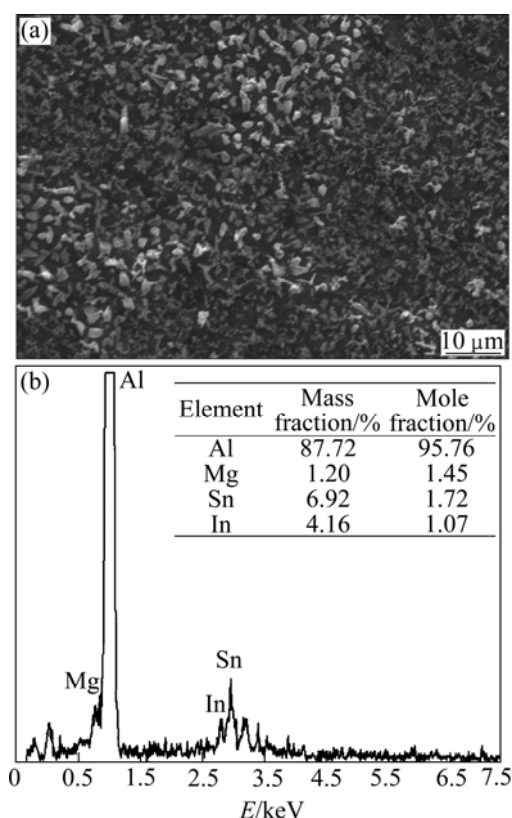 (a)
10 μm
(b)
Al
Element Mass fraction/% Mole fraction/%
Al 87.72 95.76
Mg 1.20 1.45
Sn 6.92 1.72
In 4.16 1.07
Mg
Sn
In
0 0.5 1.5 2.5 3.5 4.5 5.5 6.5 7.5
E/keV